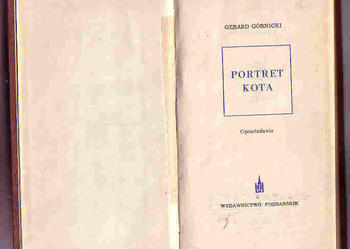 GERARD GÓRNICKI
PORTRET
KOTA
Opowiadania
WYDAWNICTWO POZNAŃSKIE